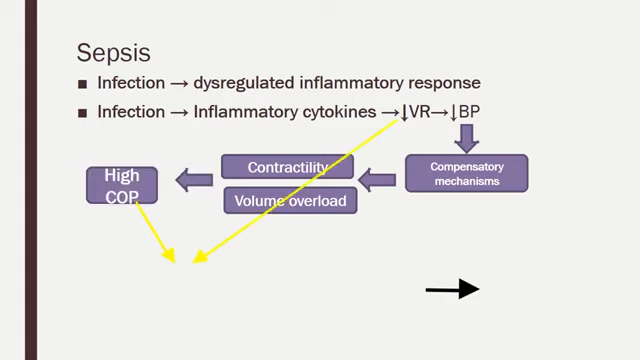 Sepsis
Infection → dysregulated inflammatory response
Infection → Inflammatory cytokines →↓VR→↓BP
High
COP
Contractility
Volume overload
Compensatory
mechanisms